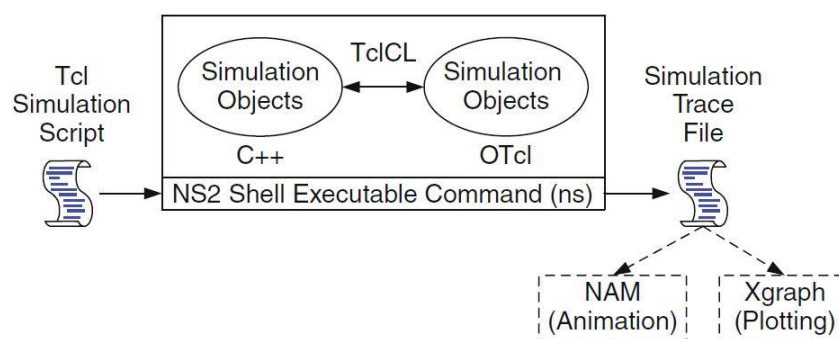 Tcl
Simulation
Script
TclCL
Simulation
Objects
Simulation
Objects
C++
OTcl
NS2 Shell Executable Command (ns)
Simulation
Trace
File
NAM
(Animation)
Xgraph
(Plotting)